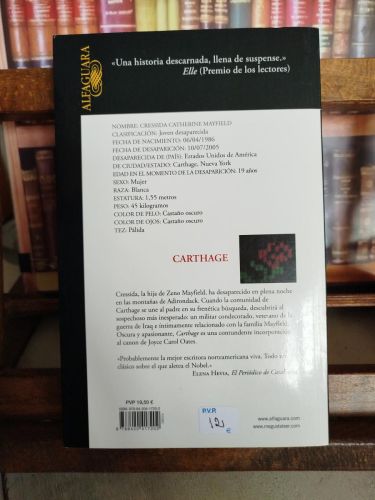 ALFAGUARA
«Una historia descarnada, llena de suspense.»
Elle (Premio de los lectores)
NOMBRE: CRESSIDA CATHERINE MAYFIELD
CLASIFICACIÓN: Joven desaparecida
FECHA DE NACIMIENTO: 06/04/1986
FECHA DE DESAPARICIÓN: 10/07/2005
DESAPARECIDA DE (PAÍS): Estados Unidos de América
DESAPARECIDA DE (CIUDAD): Carthage, Nueva York
EDAD EN EL MOMENTO DE LA DESAPARICIÓN: 19 años
SEXO: Mujer
RAZA: Blanca
ESTATURA: 1,55 metros
PESO: 45 kilogramos
COLOR DE PELO: Castaño oscuro
COLOR DE OJOS: Castaño oscuro
TEZ: Pálida
CARTHAGE
Cressida, la hija de Zeno Mayfield, ha desaparecido en plena noche
en las montañas de Adirondack. Cuando la comunidad de
Carthage se une al padre en su frenética búsqueda, descubrirá al
sospechoso más inesperado: un militar condecorado, veterano de la
guerra de Iraq e íntimamente relacionado con la familia Mayfield.
Oscura y apasionante, Carthage es una contundente incorporación
al canon de Joyce Carol Oates.
«Probablemente la mejor escritora norteamericana viva. Todo
clásico sobre el que aletea el Nobel.»
ELENA HEVIA, El Periódico de
PVP 19,50 €
P.V.P.
12
€
www.alfaguara.com
www.megustaleer.com